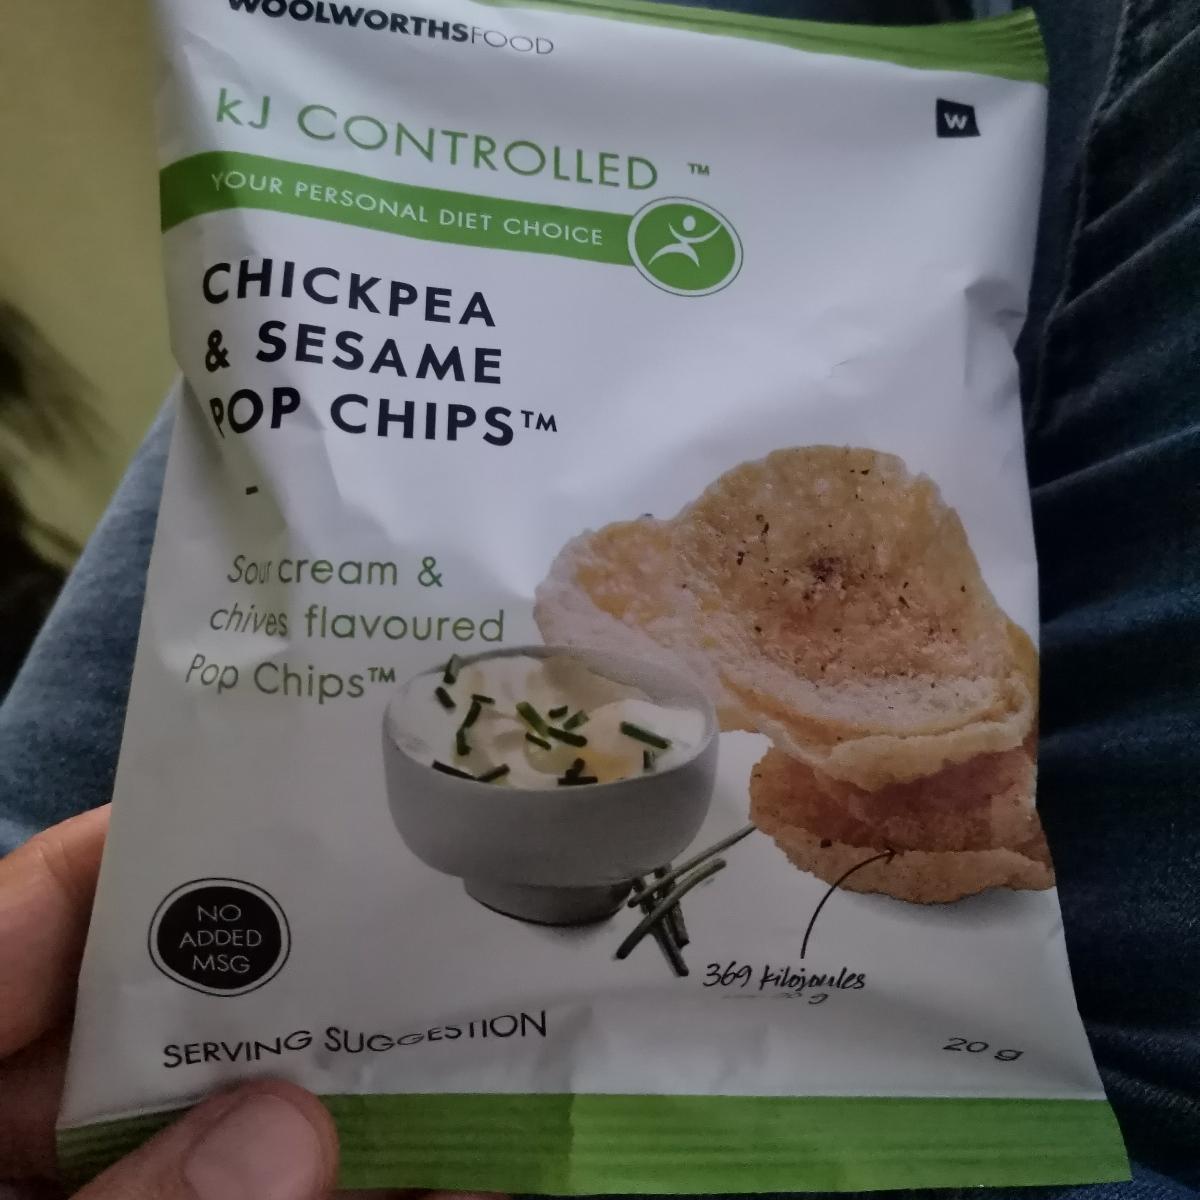 WOOLWORTHSFOOD
W
kJ CONTROLLED ™
YOUR PERSONAL DIET CHOICE
CHICKPEA
& SESAME
POP CHIPS™
-
Sour cream &
chives flavoured
Pop Chips™
NO
ADDED
MSG
369 kilojoules
SERVING SUGGESTION
20 g